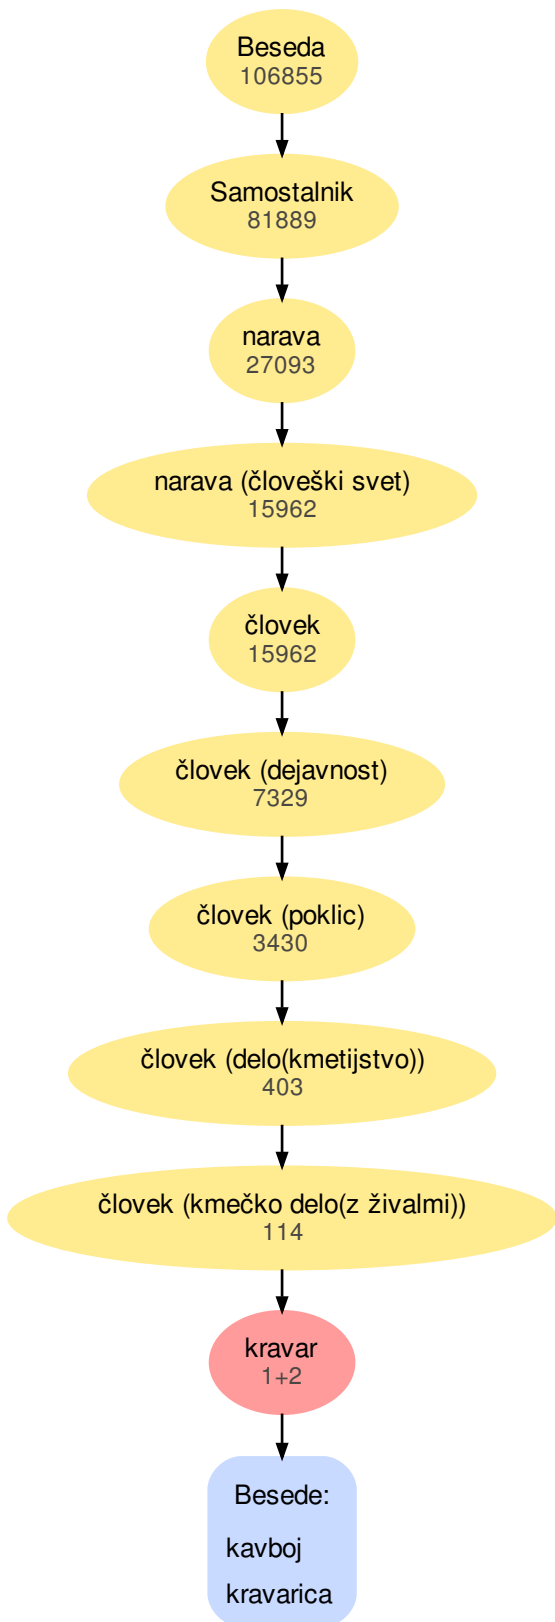 Beseda
106855
Samostalnik
81889
narava
27093
narava (človeški svet)
15962
človek
15962
človek (dejavnost)
7329
človek (poklic)
3430
človek (delo(kmetijstvo))
403
človek (kmečko delo(z živalmi))
114
kravar
1+2
Besede:
kavboj
kravarica